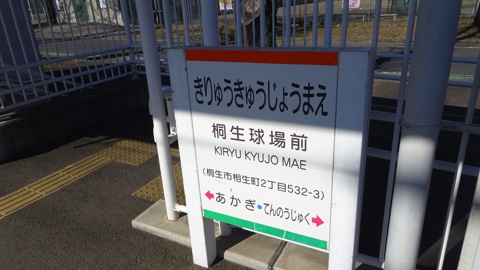 きりゅうきゅうじょうまえ
桐生球場前
KIRYU KYUJO MAE
(桐生市相生町2丁目532-3)
←あかぎ•てんのうじゅく→